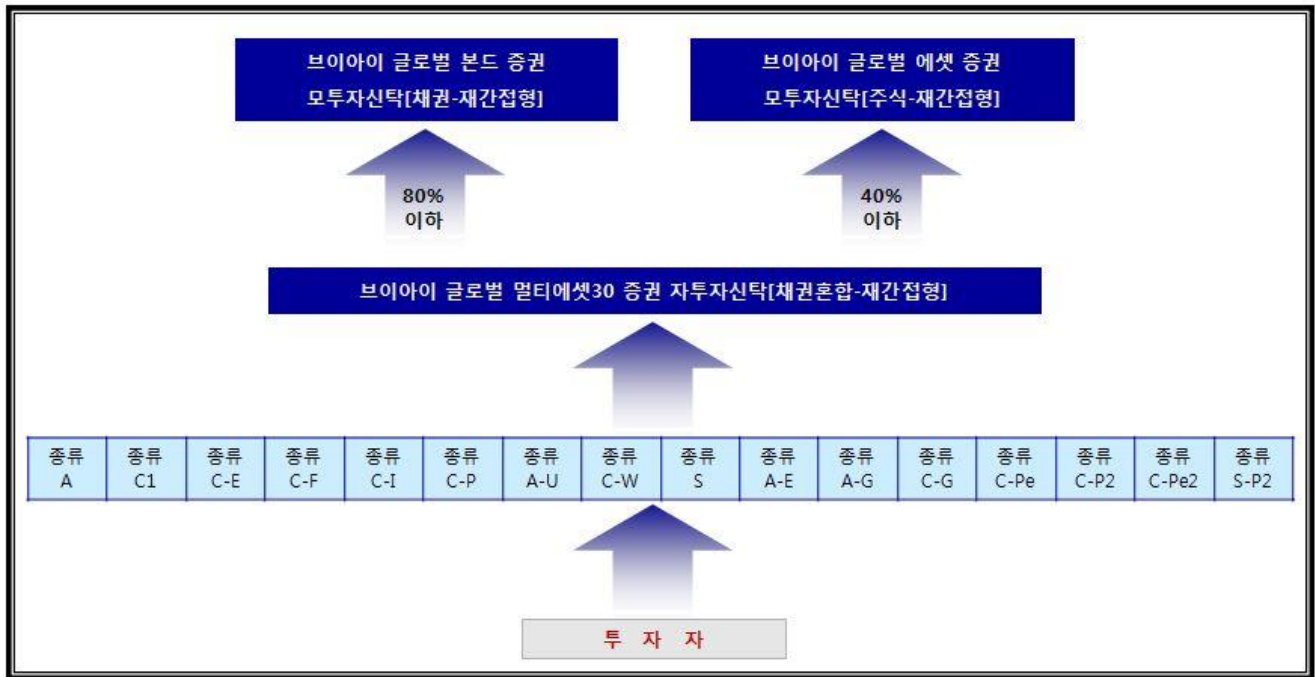 브이아이 글로벌 본드 증권
모투자신탁[채권-재간접형]
브이아이 글로벌 에셋 증권
모투자신탁[주식-재간접형]
80%
이하
40%
이하
브이아이 글로벌 멀티에셋30 증권 자투자신탁[채권혼합-재간접형]
종류
A
종류
C1
종류
C-E
종류
C-F
종류
C-I
종류
C-P
종류
A-U
종류
C-W
종류
S
종류
A-E
종류
A-G
종류
C-G
종류
C-Pe
종류
C-P2
종류
C-Pe2
종류
S-P2
투 자 자